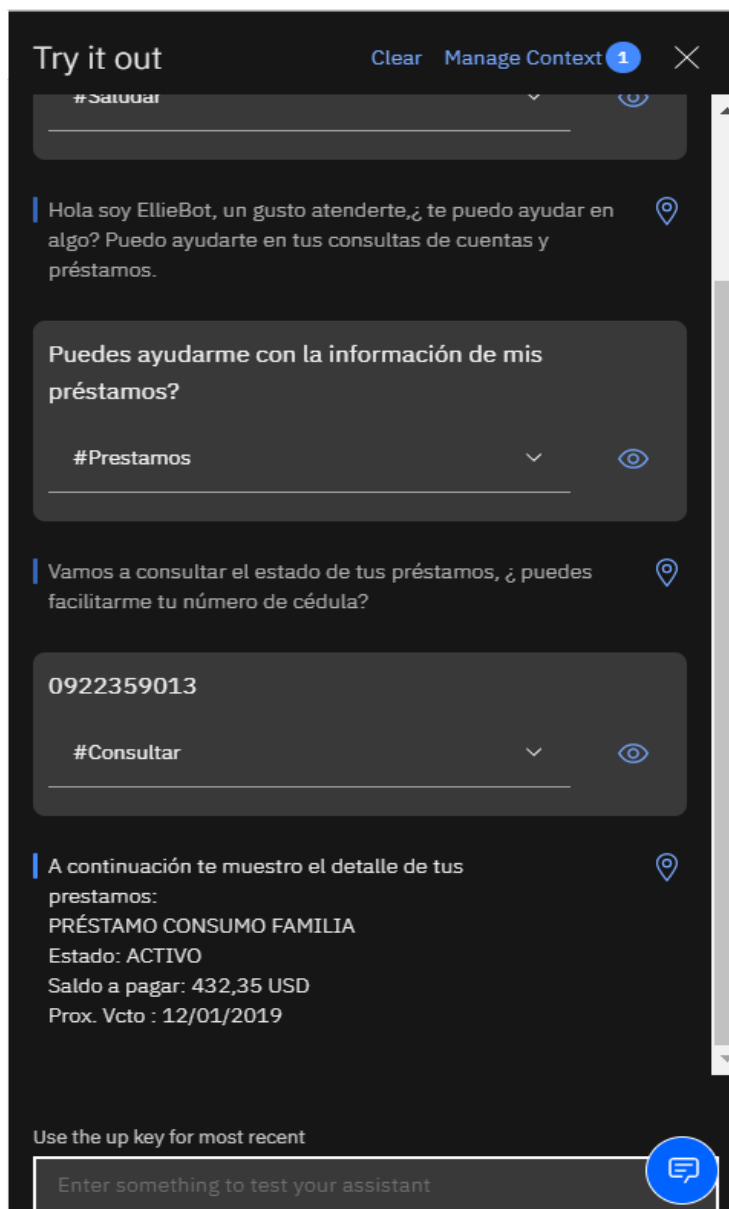 Try it out
Clear Manage Context 1
#Saludar
Hola soy EllieBot, un gusto atenderte,¿ te puedo ayudar en
algo? Puedo ayudarte en tus consultas de cuentas y
préstamos.
Puedes ayudarme con la información de mis
préstamos?
#Prestamos
Vamos a consultar el estado de tus préstamos, ¿ puedes
facilitarme tu número de cédula?
0922359013
#Consultar
A continuación te muestro el detalle de tus
prestamos:
PRÉSTAMO CONSUMO FAMILIA
Estado: ACTIVO
Saldo a pagar: 432,35 USD
Prox. Vcto : 12/01/2019
Use the up key for most recent
Enter something to test your assistant